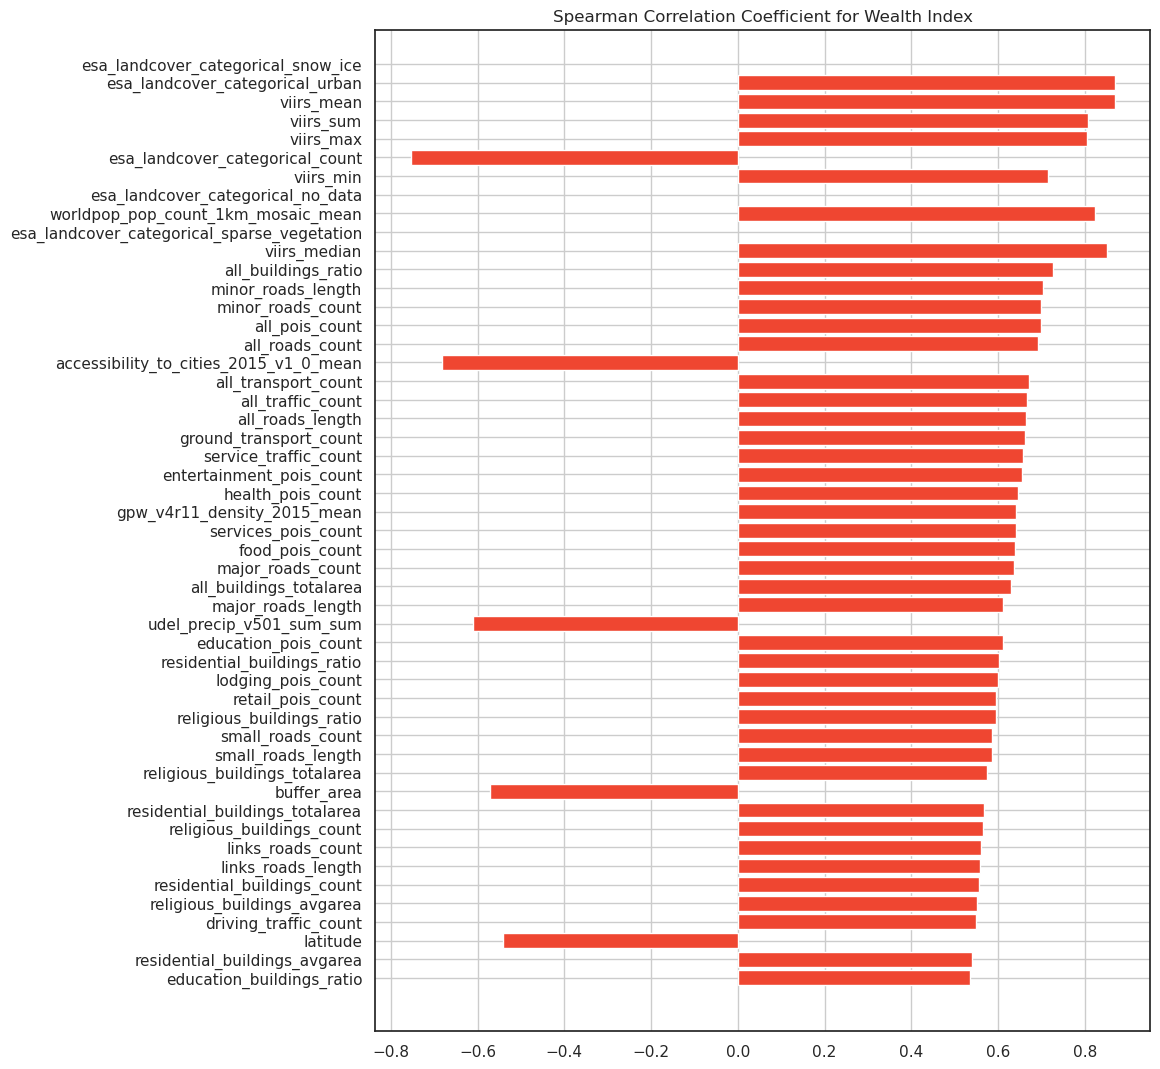 Spearman Correlation Coefficient for Wealth Index
esa_landcover_categorical_snow_ice
esa_landcover_categorical_urban
viirs_mean
viirs_sum
viirs_max
esa_landcover_categorical_count
viirs_min
esa_landcover_categorical_no_data
worldpop_pop_count_1km_mosaic_mean
esa_landcover_categorical_sparse_vegetation
viirs_median
all_buildings_ratio
minor_roads_length
minor_roads_count
all_pois_count
all_roads_count
accessibility_to_cities_2015_v1_0_mean
all_transport_count
all_traffic_count
all_roads_length
ground_transport_count
service_traffic_count
entertainment_pois_count
health_pois_count
gpw_v4r11_density_2015_mean
services_pois_count
food_pois_count
major_roads_count
all_buildings_totalarea
major_roads_length
udel_precip_v501_sum_sum
education_pois_count
residential_buildings_ratio
lodging_pois_count
retail_pois_count
religious_buildings_ratio
small_roads_count
small_roads_length
religious_buildings_totalarea
buffer_area
residential_buildings_totalarea
religious_buildings_count
links_roads_count
links_roads_length
residential_buildings_count
religious_buildings_avgarea
driving_traffic_count
latitude
residential_buildings_avgarea
education_buildings_ratio
−0.8 −0.6 −0.4 −0.2 0.0 0.2 0.4 0.6 0.8